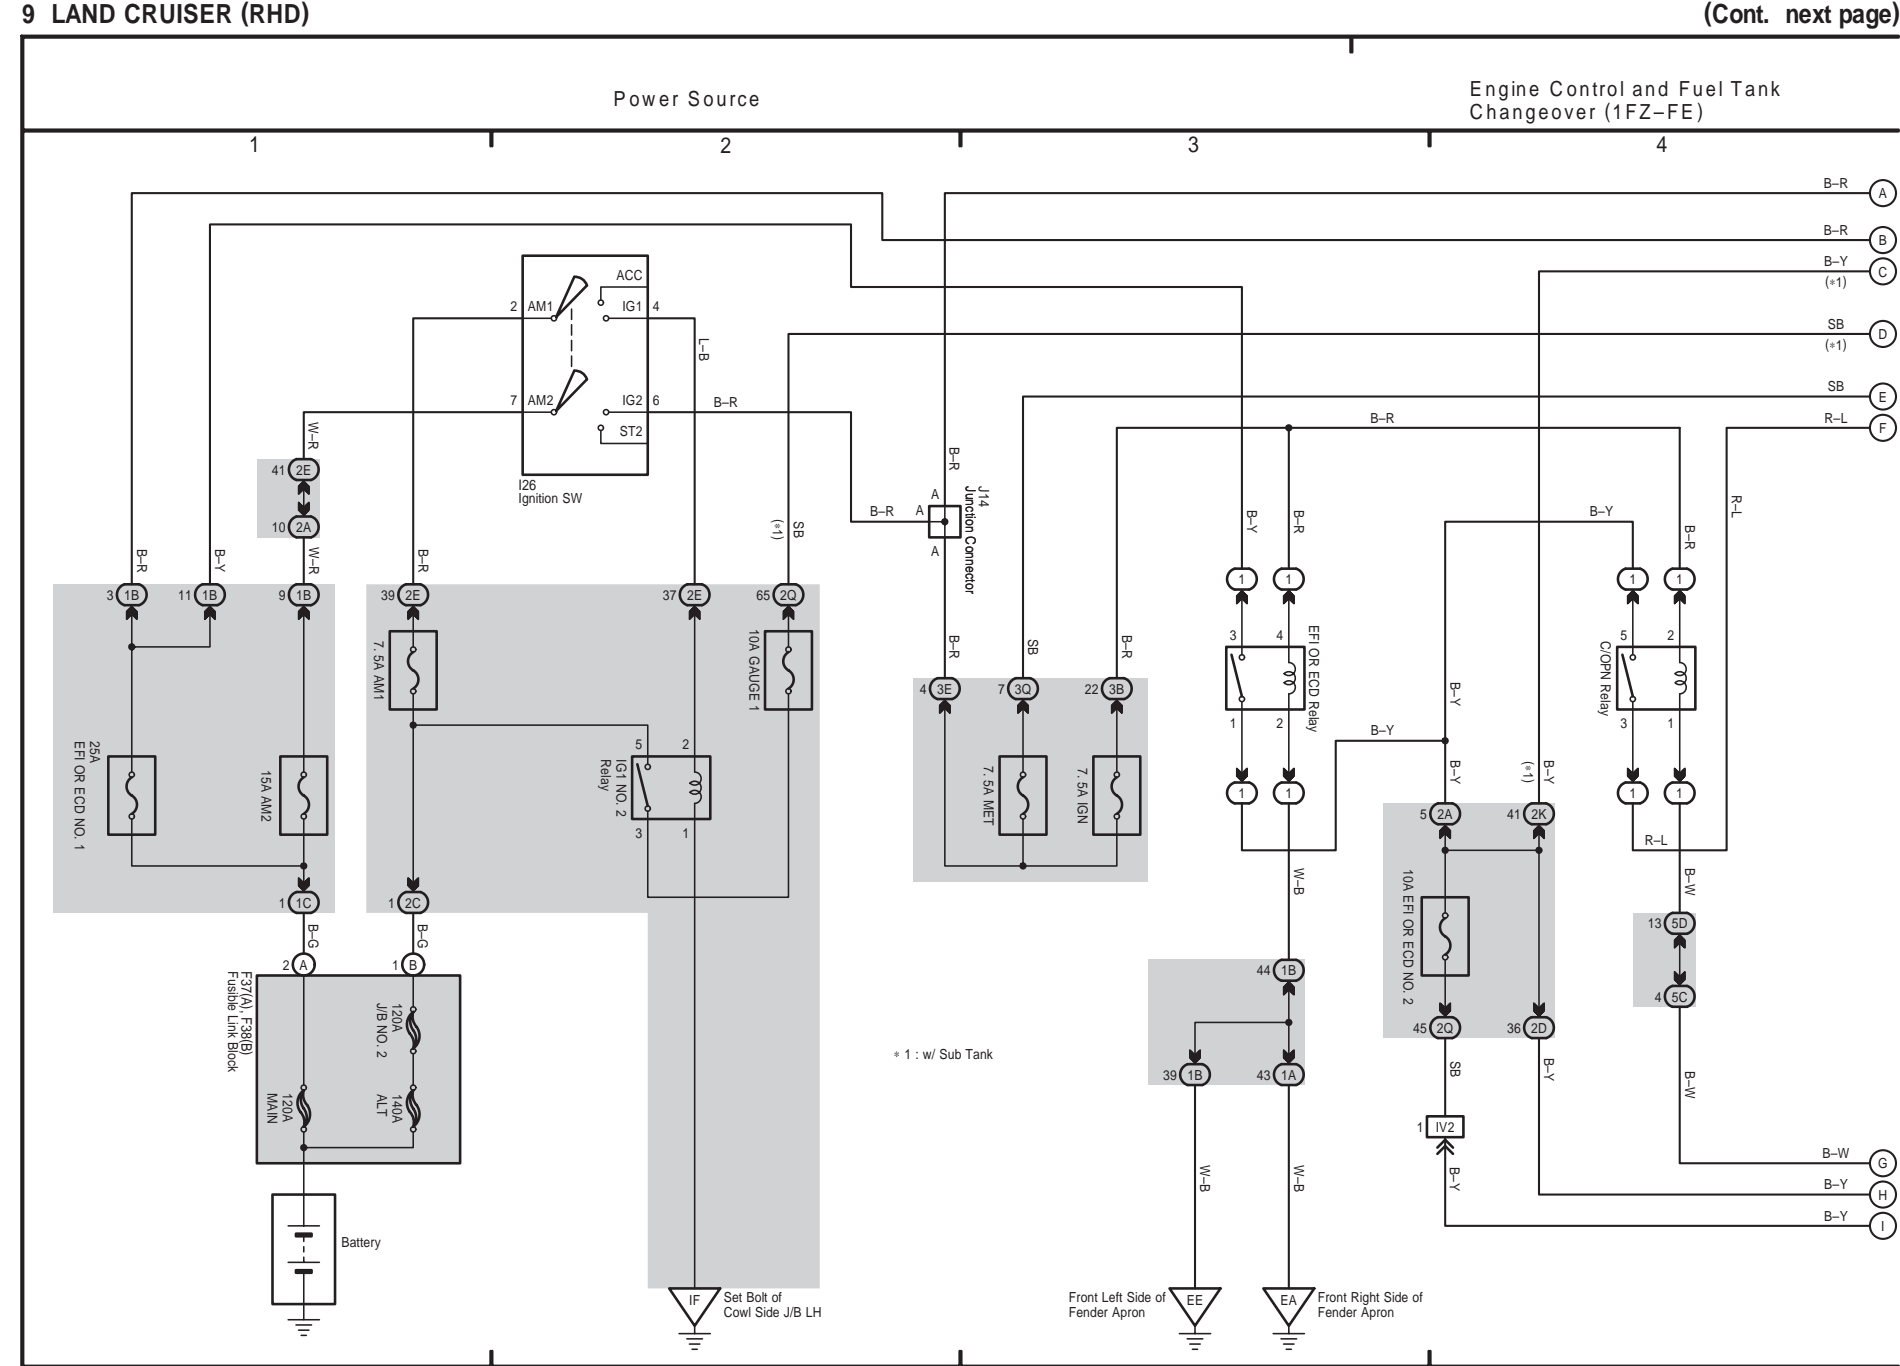 9 LAND CRUISER (RHD)
(Cont. next page)
Power Source
Engine Control and Fuel Tank
Changeover (1FZ–FE)
1
2
3
4
B–R
A
B–R
B
B–Y
(∗1)
C
SB
(∗1)
D
SB
E
R–L
F
ACC
2 AM1
IG1 4
7 AM2
IG2 6
ST2
I26
Ignition SW
L–B
B–R
B–R
W–R
41 2E
10 2A
W–R
B–R
B–Y
B–R
SB
(∗1)
B–R
B–R
A
A
A
J14
Junction Connector
B–Y
B–R
B–Y
B–R
R–L
3 1B
11 1B
9 1B
39 2E
37 2E
65 2Q
1
1
1
1
7. 5A AM1
10A GAUGE 1
B–R
SB
B–R
3
4
1
2
EFI OR ECD Relay
5
2
3
1
C/OPN Relay
4 3E
7 3Q
22 3B
B–Y
B–Y
25A
EFI OR ECD NO. 1
15A AM2
5
2
3
1
IG1 NO. 2
Relay
7. 5A MET
7. 5A IGN
B–Y
B–Y
(∗1)
1
1
1
1
5 2A
41 2K
R–L
1 1C
1 2C
W–B
10A EFI OR ECD NO. 2
B–W
B–G
B–G
13 5D
4 5C
2 A
1 B
F37(A), F38(B)
Fusible Link Block
120A
J/B NO. 2
120A
MAIN
140A
ALT
44 1B
39 1B
43 1A
∗ 1 : w/ Sub Tank
45 2Q
36 2D
SB
B–Y
B–W
1 IV2
B–Y
W–B
W–B
B–W
G
B–Y
H
B–Y
I
Battery
IF
Set Bolt of
Cowl Side J/B LH
Front Left Side of
Fender Apron
EE
EA
Front Right Side of
Fender Apron